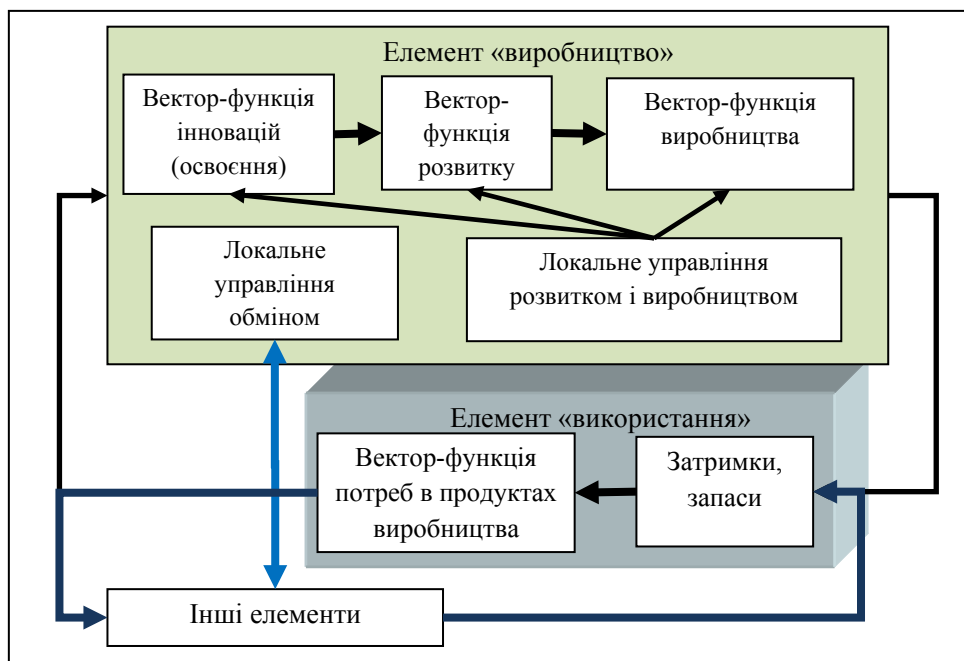 Елемент «виробництво»
Вектор-функція
інновацій
(освоєння)
Вектор-
функція
розвитку
Вектор-функція
виробництва
Локальне
управління
обміном
Локальне управління
розвитком і виробництвом
Елемент «використання»
Вектор-функція
потреб в продуктах
виробництва
Затримки,
запаси
Інші елементи